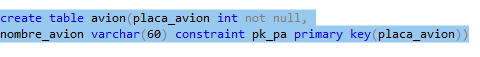 create table avion(placa_avion int not null,
nombre_avion varchar(60) constraint pk_pa primary key(placa_avion))